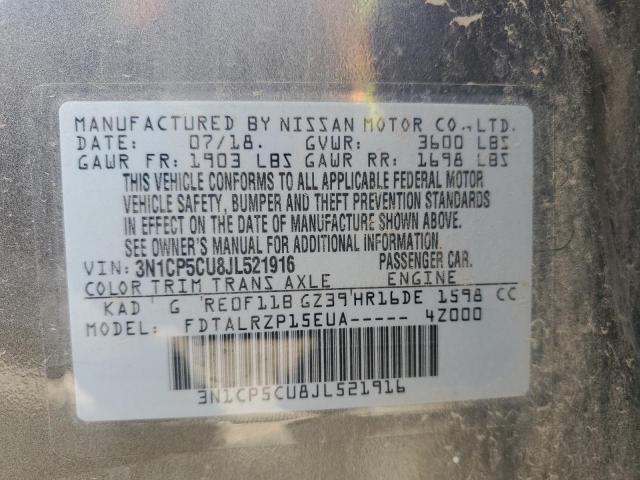 MANUFACTURED BY NISSAN MOTOR CO.,LTD.
DATE: 07/18. GVWR: 3600 LBS
GAWR FR: 1903 LBS GAWR RR: 1698 LBS
THIS VEHICLE CONFORMS TO ALL APPLICABLE FEDERAL MOTOR
VEHICLE SAFETY, BUMPER AND THEFT PREVENTION STANDARDS
IN EFFECT ON THE DATE OF MANUFACTURE SHOWN ABOVE.
SEE OWNER'S MANUAL FOR ADDITIONAL INFORMATION.
VIN: 3N1CP5CU8JL521916 PASSENGER CAR.
COLOR TRIM TRANS AXLE ENGINE
KAD G RE0F11B GZ39 HR16DE 1598 CC
MODEL: FDTALRZP15EUA----- 4Z000
3N1CP5CU8JL521916